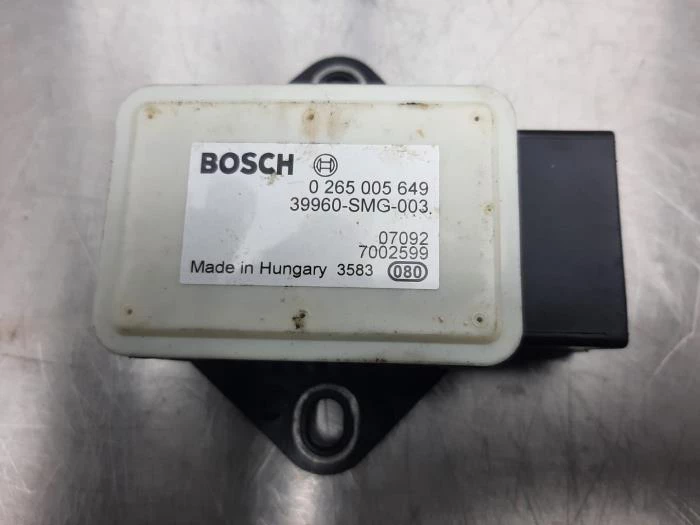 BOSCH
0 265 005 649
39960-SMG-003
07092
7002599
Made in Hungary 3583 080